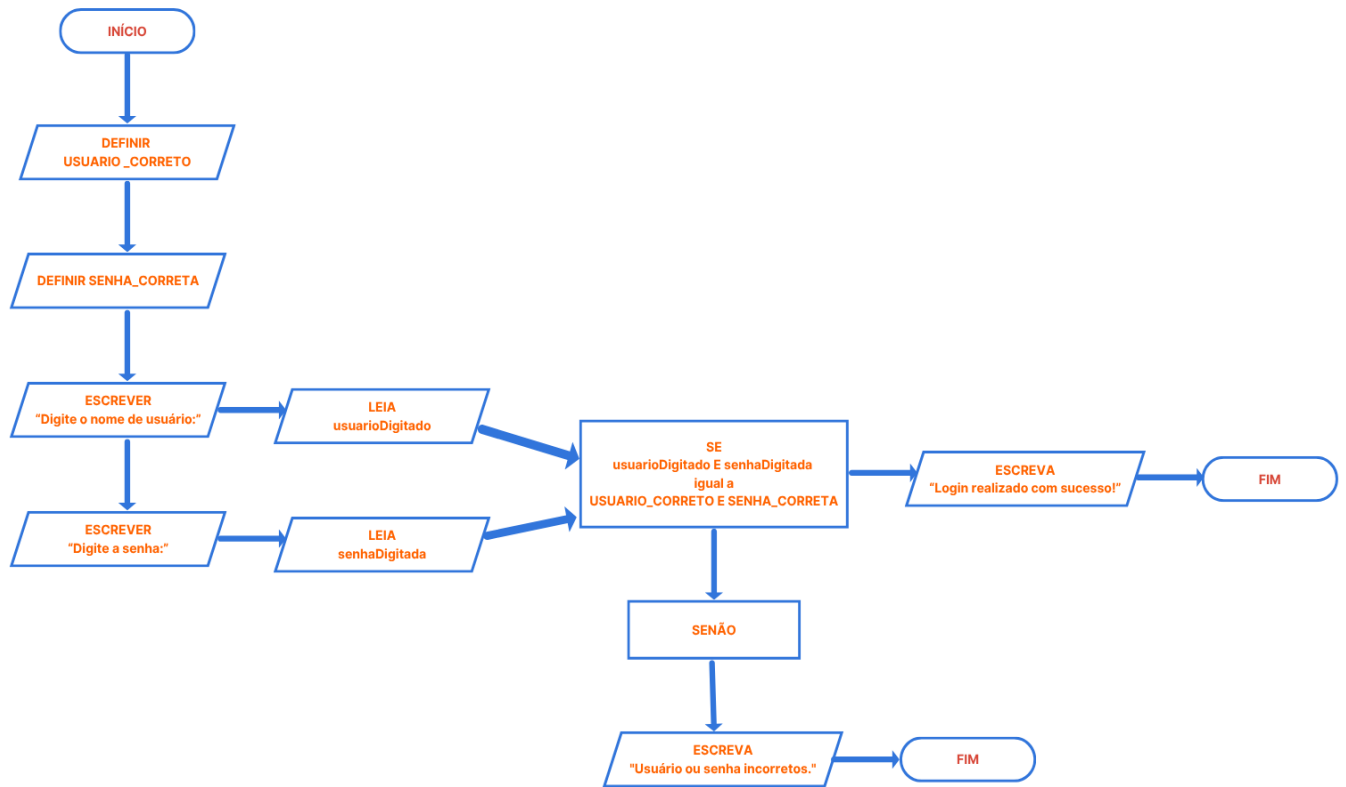 INÍCIO
DEFINIR
USUARIO _CORRETO
DEFINIR SENHA_CORRETA
ESCREVER
“Digite o nome de usuário:”
LEIA
usuarioDigitado
ESCREVER
“Digite a senha:”
LEIA
senhaDigitada
SE
usuarioDigitado E senhaDigitada
igual a
USUARIO_CORRETO E SENHA_CORRETA
ESCREVA
“Login realizado com sucesso!”
FIM
SENÃO
ESCREVA
"Usuário ou senha incorretos."
FIM